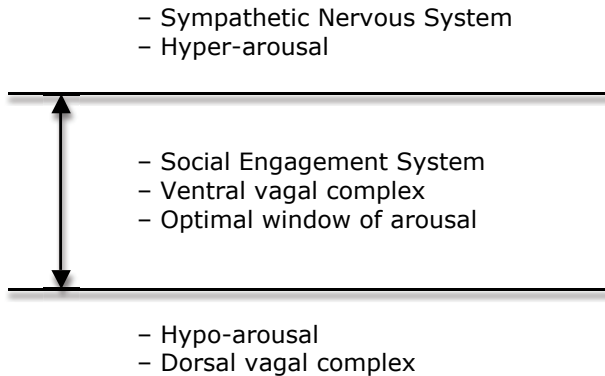 – Sympathetic Nervous System
– Hyper-arousal
– Social Engagement System
– Ventral vagal complex
– Optimal window of arousal
– Hypo-arousal
– Dorsal vagal complex